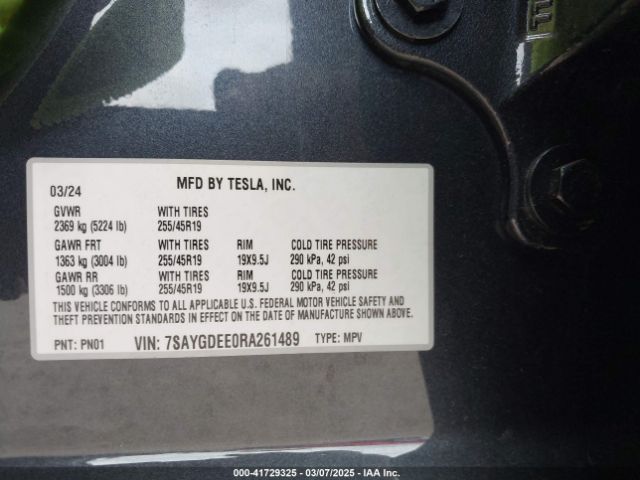 03/24 MFD BY TESLA, INC.
GVWR WITH TIRES
2369 kg (5224 lb) 255/45R19
GAWR FRT WITH TIRES RIM COLD TIRE PRESSURE
1363 kg (3004 lb) 255/45R19 19X9.5J 290 kPa, 42 psi
GAWR RR WITH TIRES RIM COLD TIRE PRESSURE
1500 kg (3306 lb) 255/45R19 19X9.5J 290 kPa, 42 psi
THIS VEHICLE CONFORMS TO ALL APPLICABLE U.S. FEDERAL MOTOR VEHICLE SAFETY AND
THEFT PREVENTION STANDARDS IN EFFECT ON THE DATE OF MANUFACTURE SHOWN ABOVE.
PNT: PN01 VIN: 7SAYGDEE0RA261489 TYPE: MPV
000-41729325 - 03/07/2025 - IAA Inc.